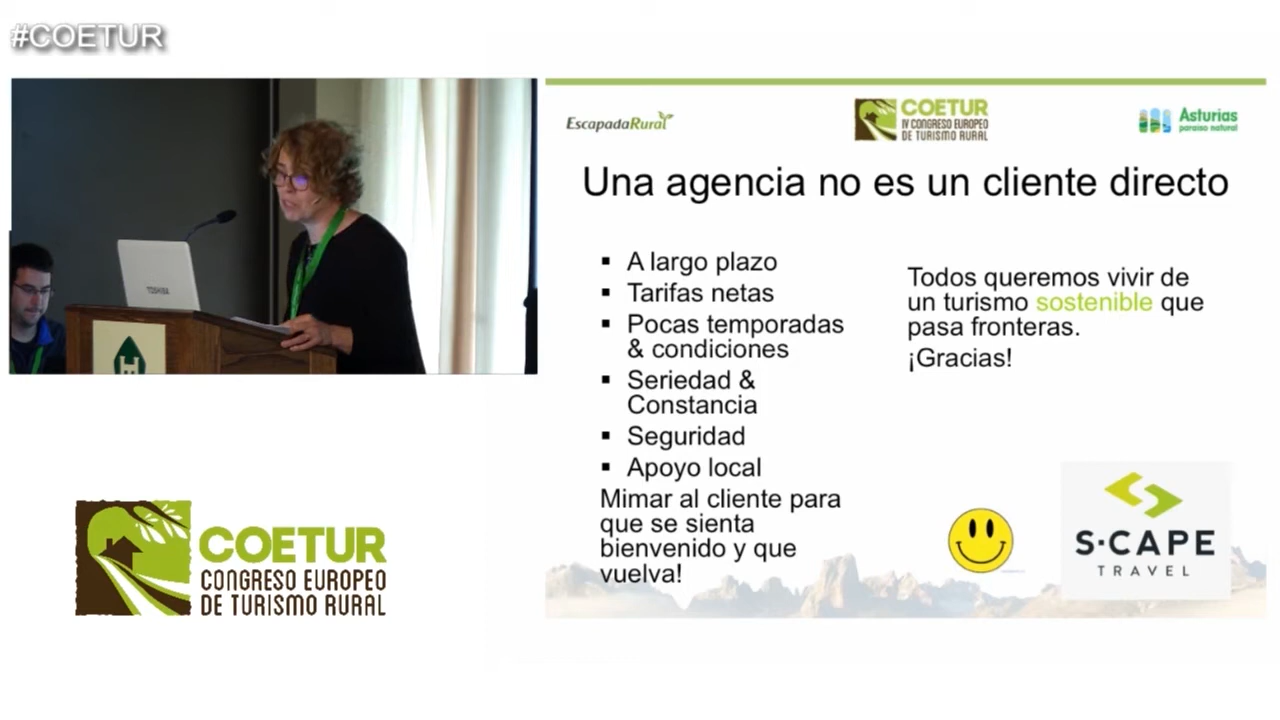 #COETUR
TOSHIBA
EscapadaRural
COETUR
IV CONGRESO EUROPEO
DE TURISMO RURAL
Asturias
paraíso natural
Una agencia no es un cliente directo
▪ A largo plazo
▪ Tarifas netas
▪ Pocas temporadas
& condiciones
▪ Seriedad &
Constancia
▪ Seguridad
▪ Apoyo local
Mimar al cliente para
que se sienta
bienvenido y que
vuelva!
Todos queremos vivir de
un turismo sostenible que
pasa fronteras.
¡Gracias!
S·CAPE
TRAVEL
COETUR
CONGRESO EUROPEO
DE TURISMO RURAL